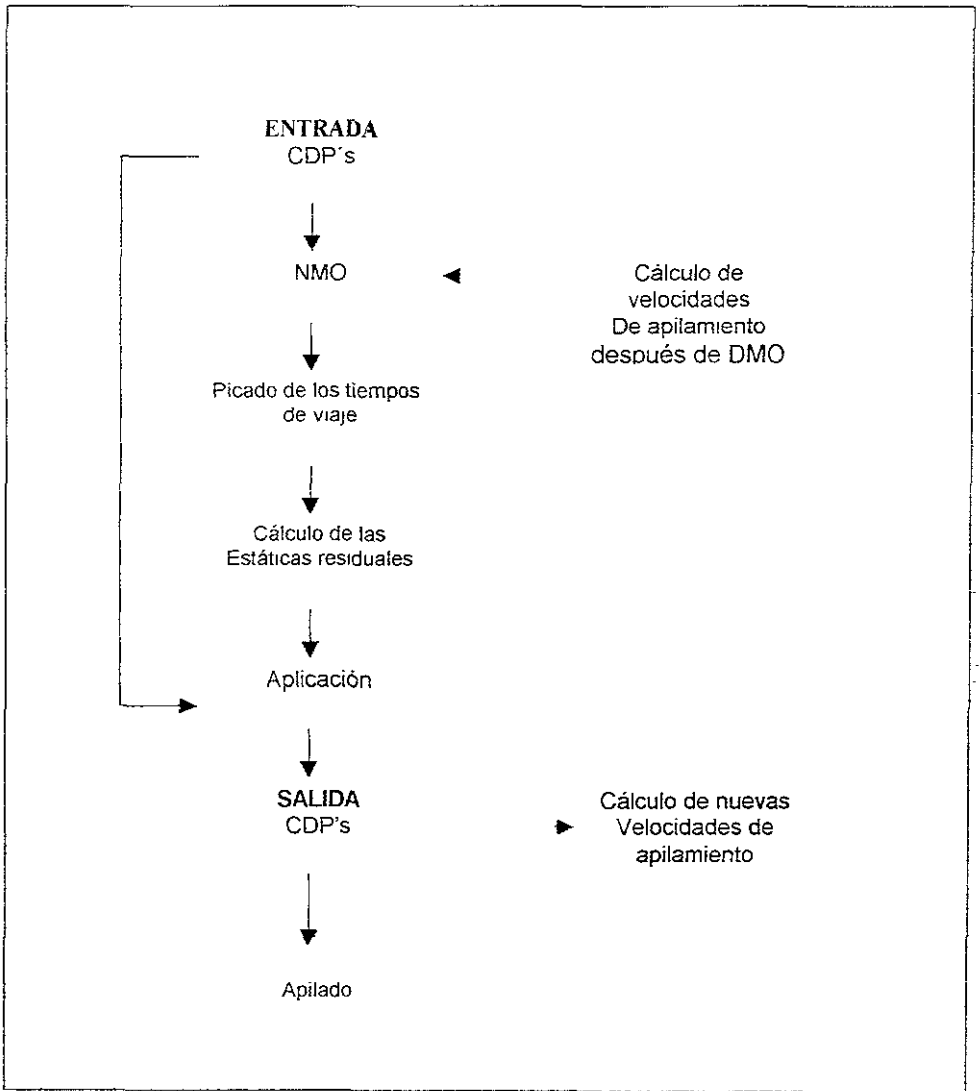 ENTRADA
CDP´s
NMO
Cálculo de
velocidades
De apilamiento
después de DMO
Picado de los tiempos
de viaje
Cálculo de las
Estáticas residuales
Aplicación
SALIDA
CDP's
Cálculo de nuevas
Velocidades de
apilamiento
Apilado